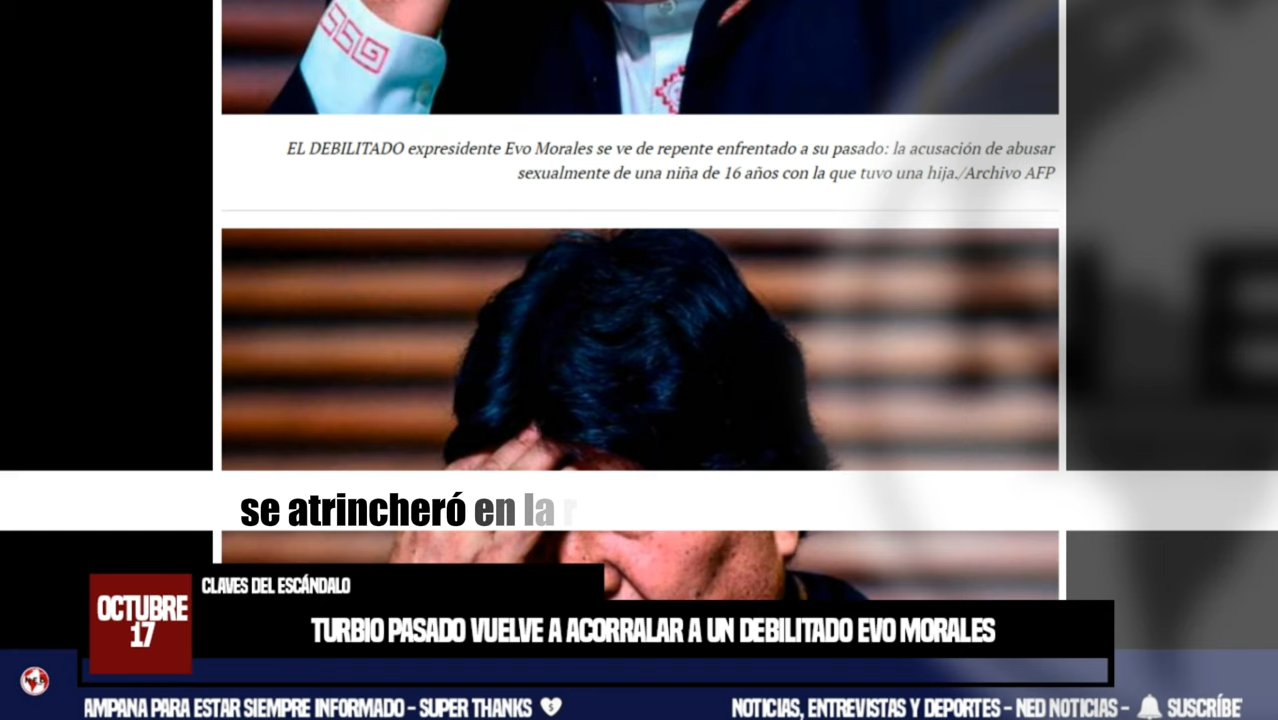 EL DEBILITADO expresidente Evo Morales se ve de repente enfrentado a su pasado: la acusación de abusar
sexualmente de una niña de 16 años con la que tuvo una hija./Archivo AFP
se atrincheró en la
CLAVES DEL ESCÁNDALO
OCTUBRE
17
TURBIO PASADO VUELVE A ACORRALAR A UN DEBILITADO EVO MORALES
AMPANA PARA ESTAR SIEMPRE INFORMADO - SUPER THANKS
NOTICIAS, ENTREVISTAS Y DEPORTES - NED NOTICIAS - SUSCRÍBE